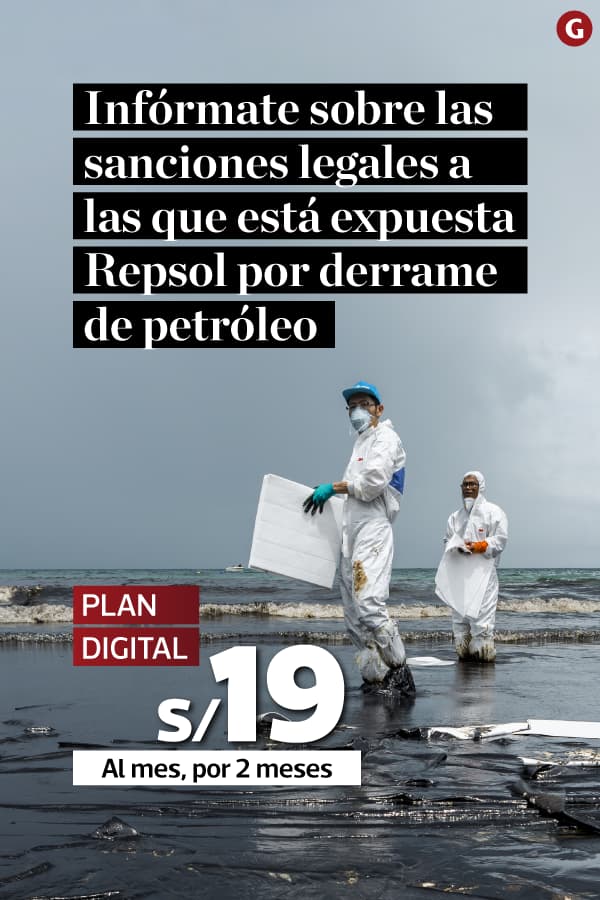 G
Infórmate sobre las
sanciones legales a
las que está expuesta
Repsol por derrame
de petróleo
PLAN
DIGITAL
S/19
Al mes, por 2 meses